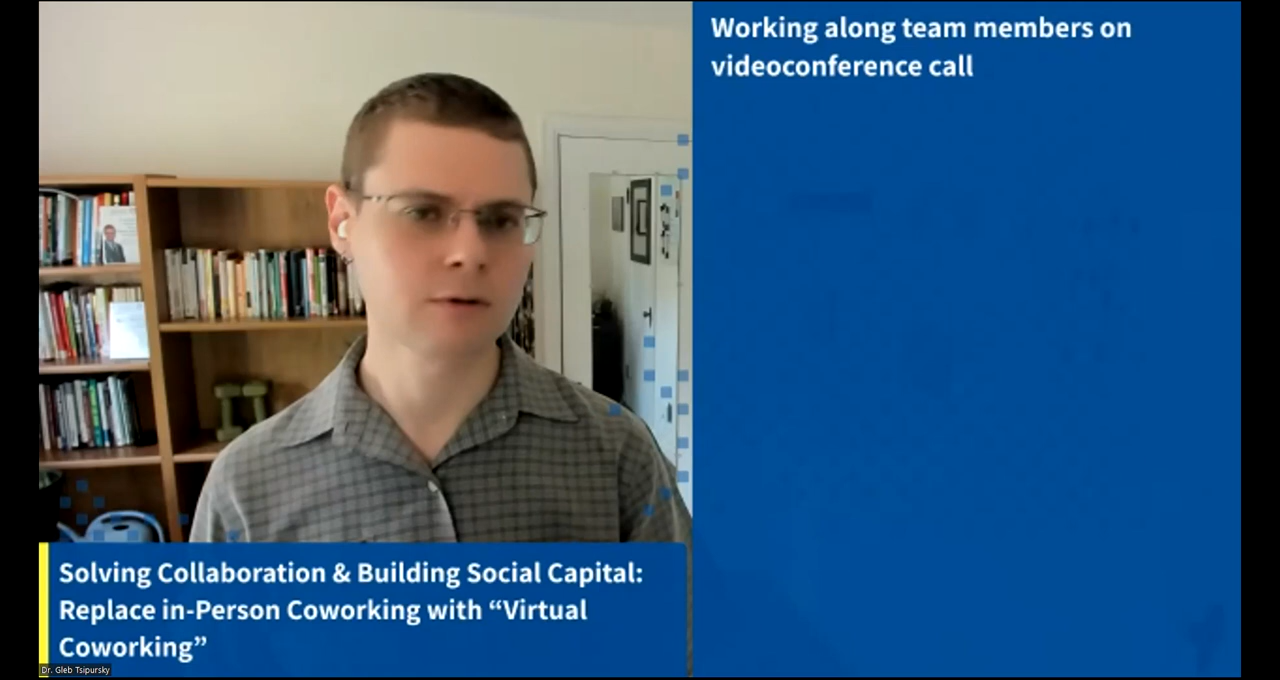 Working along team members on
videoconference call
Solving Collaboration & Building Social Capital:
Replace in-Person Coworking with “Virtual
Coworking”
Dr. Gleb Tsipursky